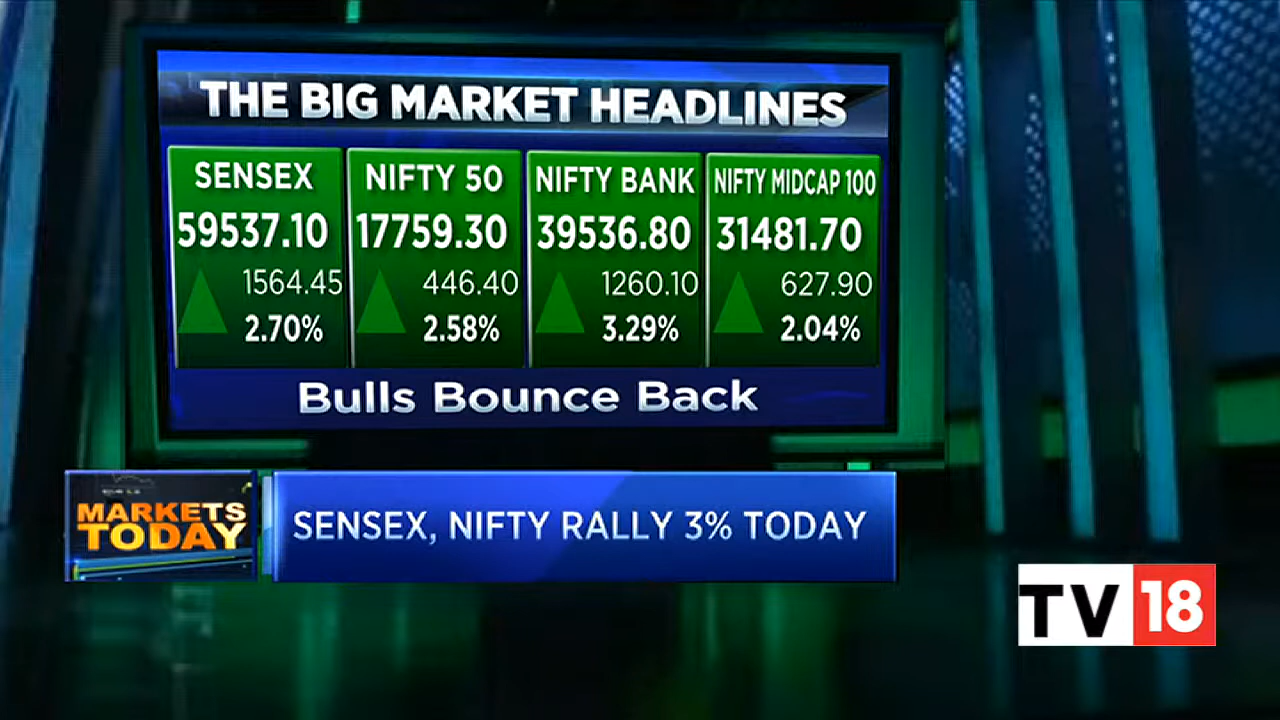 THE BIG MARKET HEADLINES
SENSEX
59537.10
1564.45
2.70%
NIFTY 50
17759.30
446.40
2.58%
NIFTY BANK
39536.80
1260.10
3.29%
NIFTY MIDCAP 100
31481.70
627.90
2.04%
Bulls Bounce Back
MARKETS
TODAY
SENSEX, NIFTY RALLY 3% TODAY
TV 18